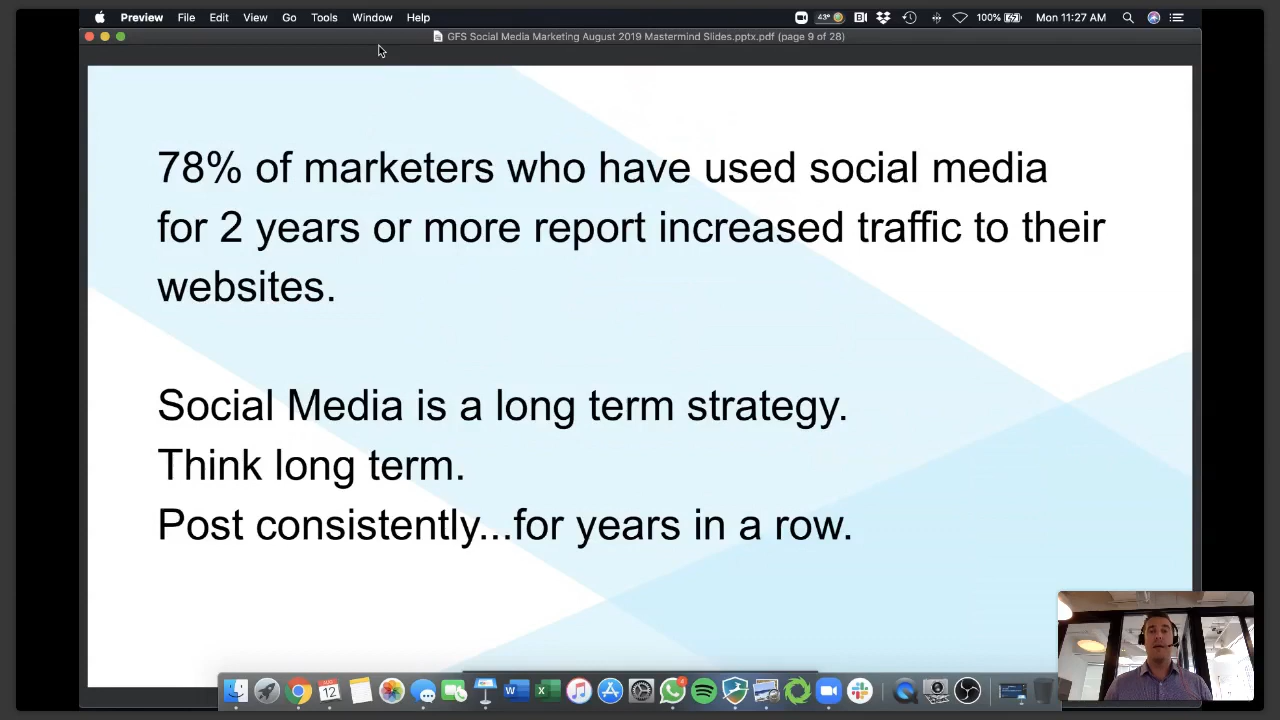 Preview File Edit View Go Tools Window Help 43° 100% Mon 11:27 AM
GFS Social Media Marketing August 2019 Mastermind Slides.pptx.pdf (page 9 of 28)
78% of marketers who have used social media
for 2 years or more report increased traffic to their
websites.
Social Media is a long term strategy.
Think long term.
Post consistently...for years in a row.
12
4